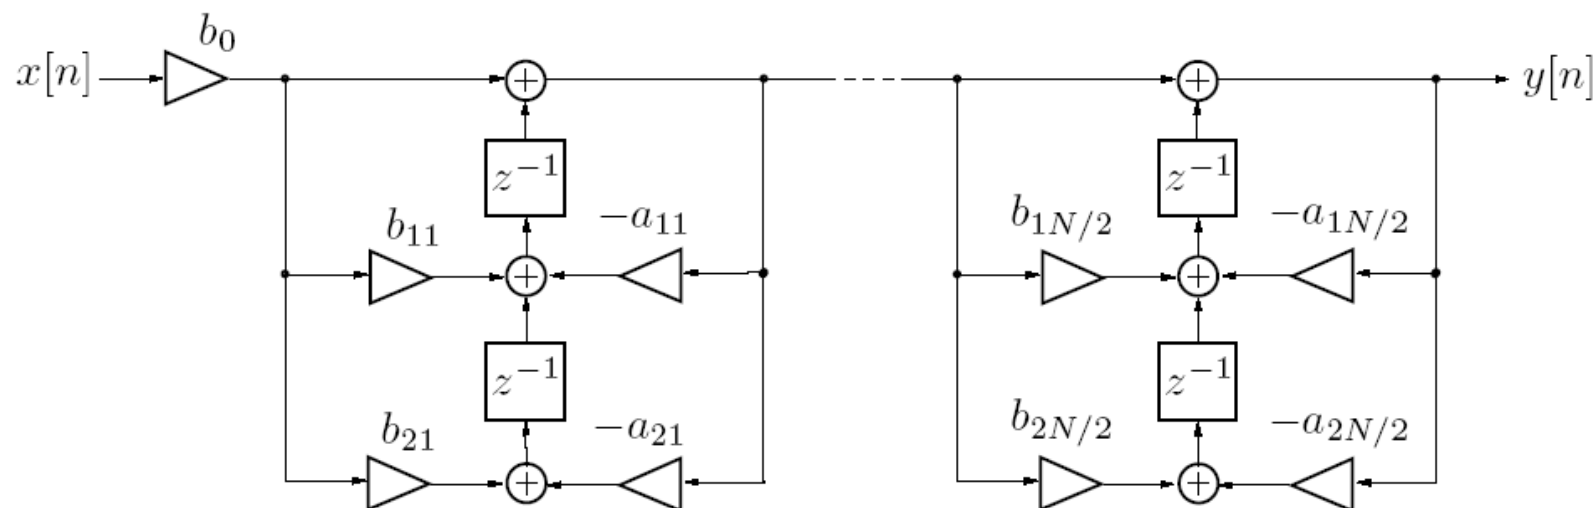 b₀
x[n] y[n]
z⁻¹ z⁻¹
b₁₁ −a₁₁ b₁N/₂ −a₁N/₂
z⁻¹ z⁻¹
b₂₁ −a₂₁ b₂N/₂ −a₂N/₂